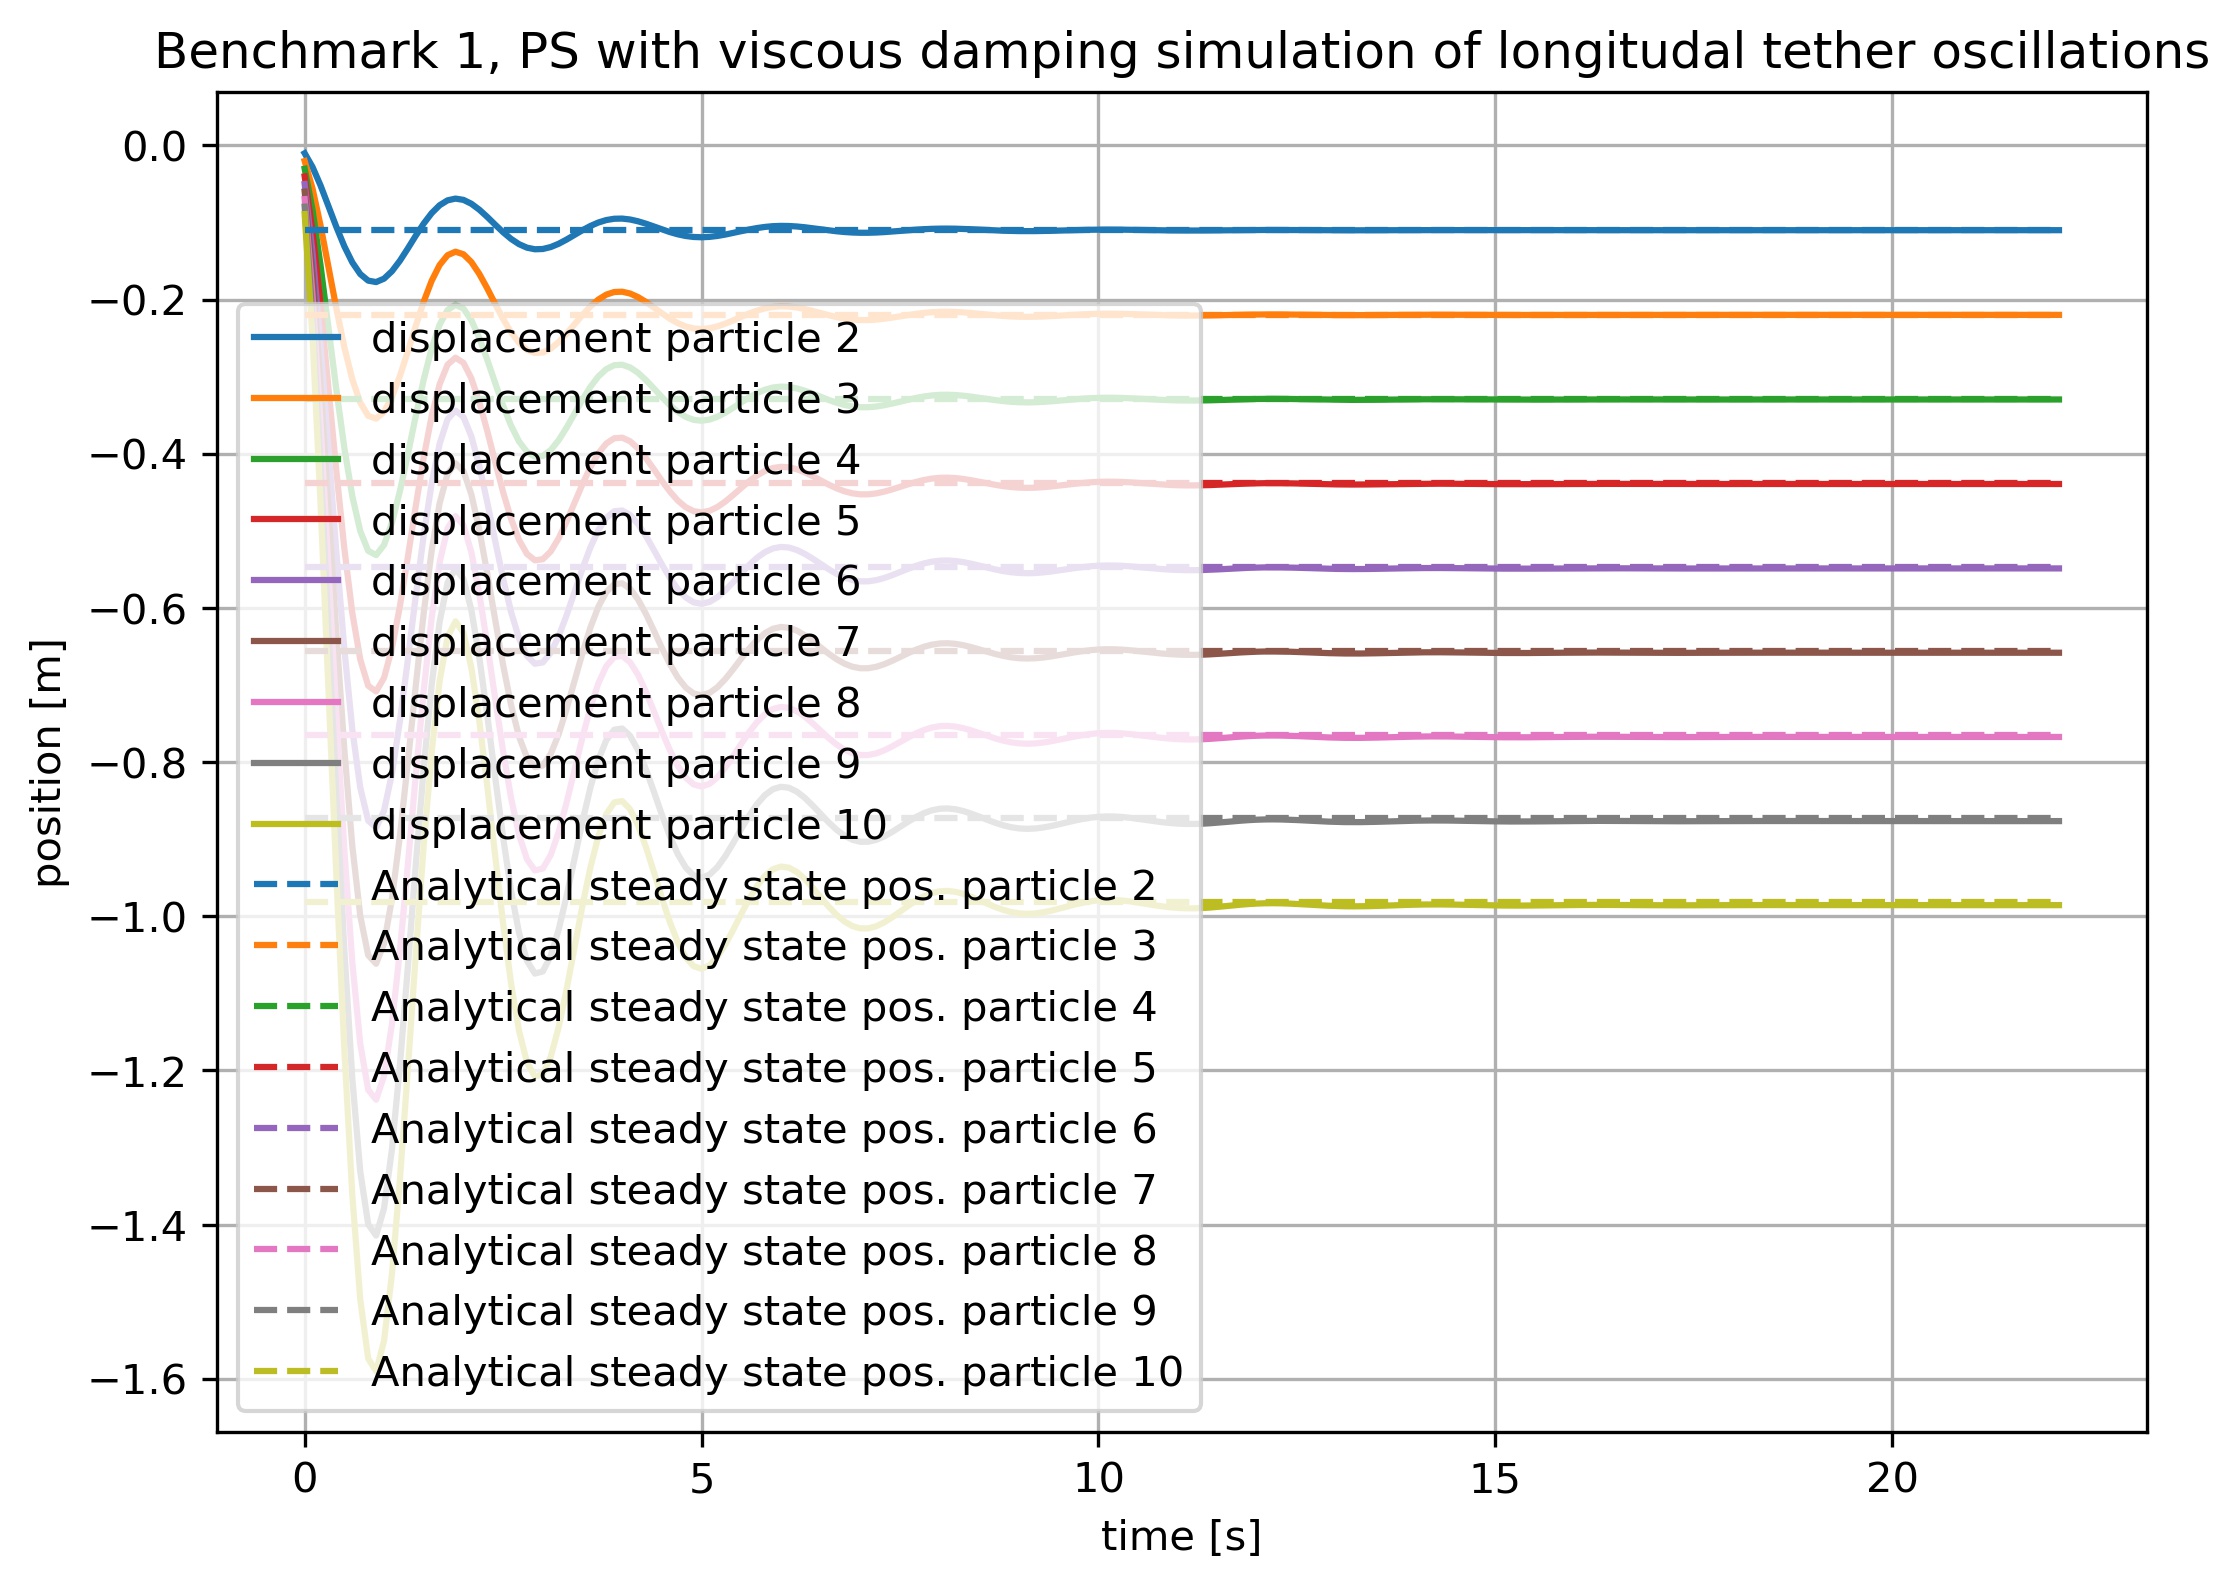 Benchmark 1, PS with viscous damping simulation of longitudal tether oscillations
0.0
−0.2
−0.4
−0.6
−0.8
−1.0
−1.2
−1.4
−1.6
position [m]
displacement particle 2
displacement particle 3
displacement particle 4
displacement particle 5
displacement particle 6
displacement particle 7
displacement particle 8
displacement particle 9
displacement particle 10
Analytical steady state pos. particle 2
Analytical steady state pos. particle 3
Analytical steady state pos. particle 4
Analytical steady state pos. particle 5
Analytical steady state pos. particle 6
Analytical steady state pos. particle 7
Analytical steady state pos. particle 8
Analytical steady state pos. particle 9
Analytical steady state pos. particle 10
0 5 10 15 20
time [s]